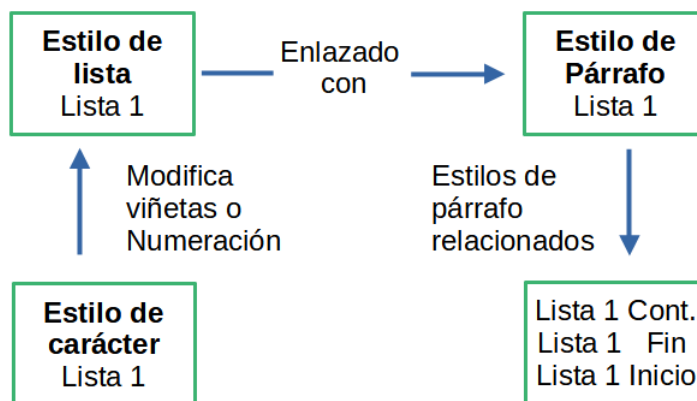 Estilo de
lista
Lista 1
Enlazado
con
Estilo de
Párrafo
Lista 1
Modifica
viñetas o
Numeración
Estilos de
párrafo
relacionados
Estilo de
carácter
Lista 1
Lista 1 Cont.
Lista 1 Fin
Lista 1 Inicio